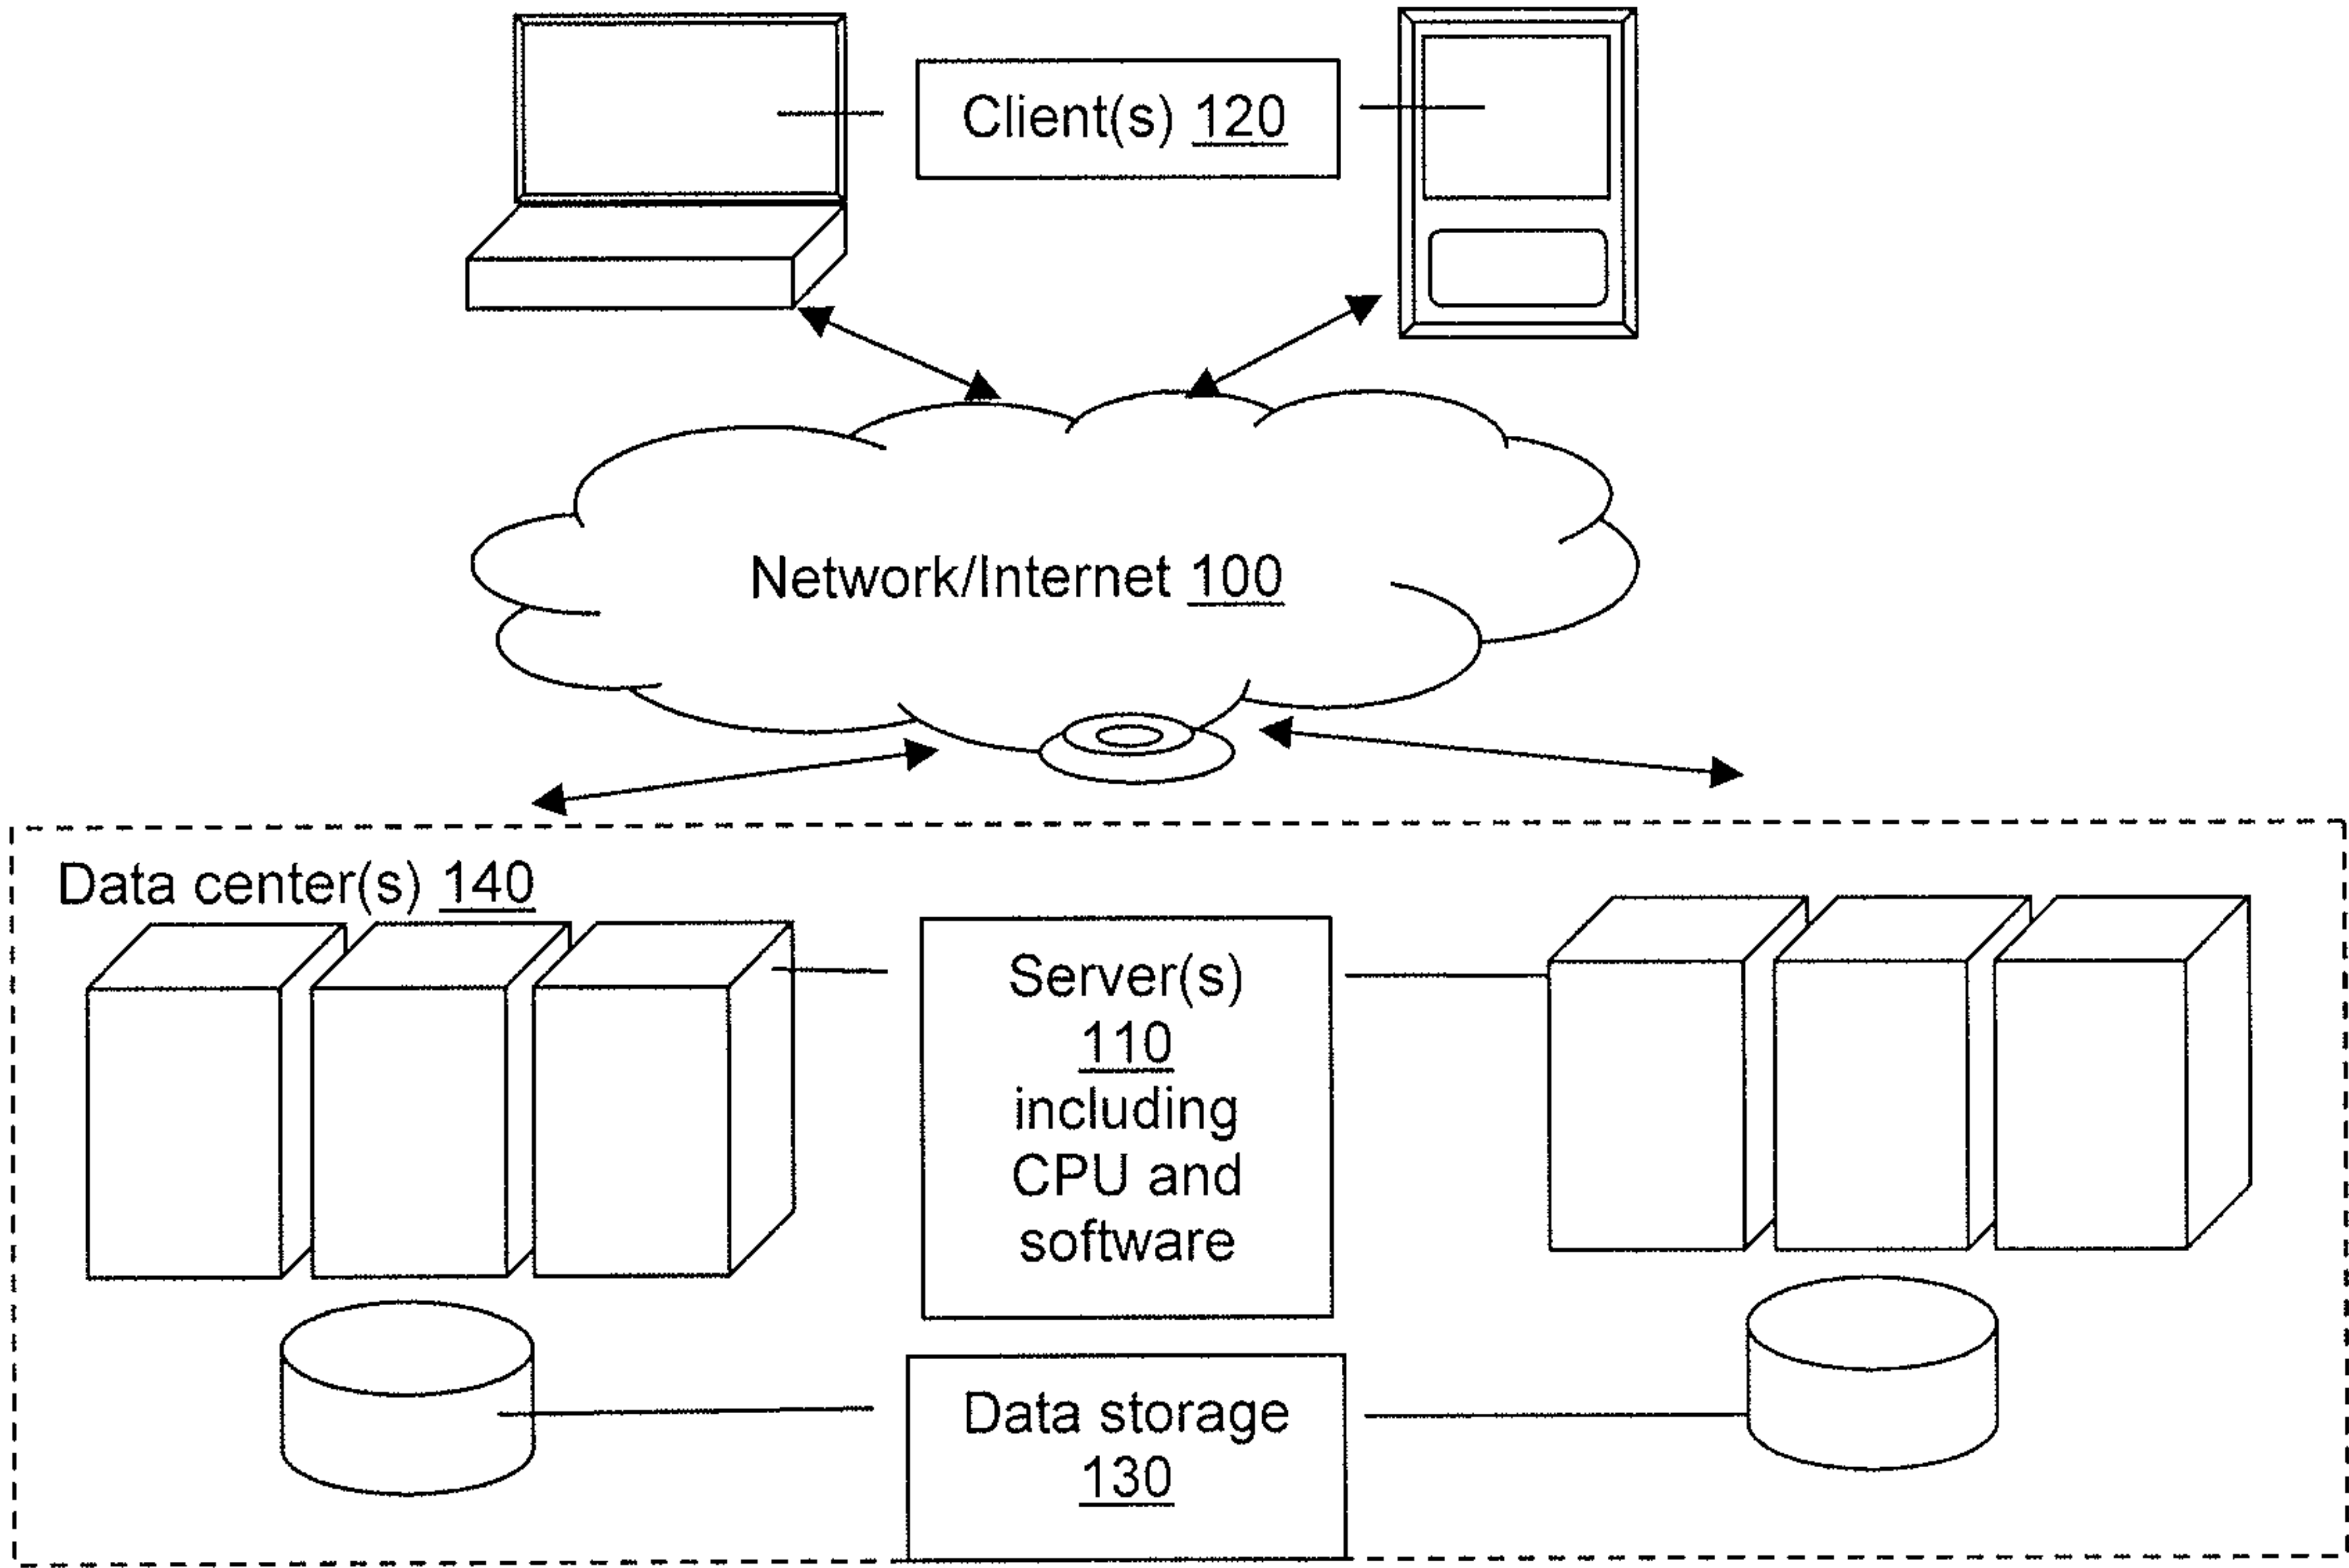 Client(s) 120
Network/Internet 100
Data center(s) 140
Server(s)
110
including
CPU and
software
Data storage
130